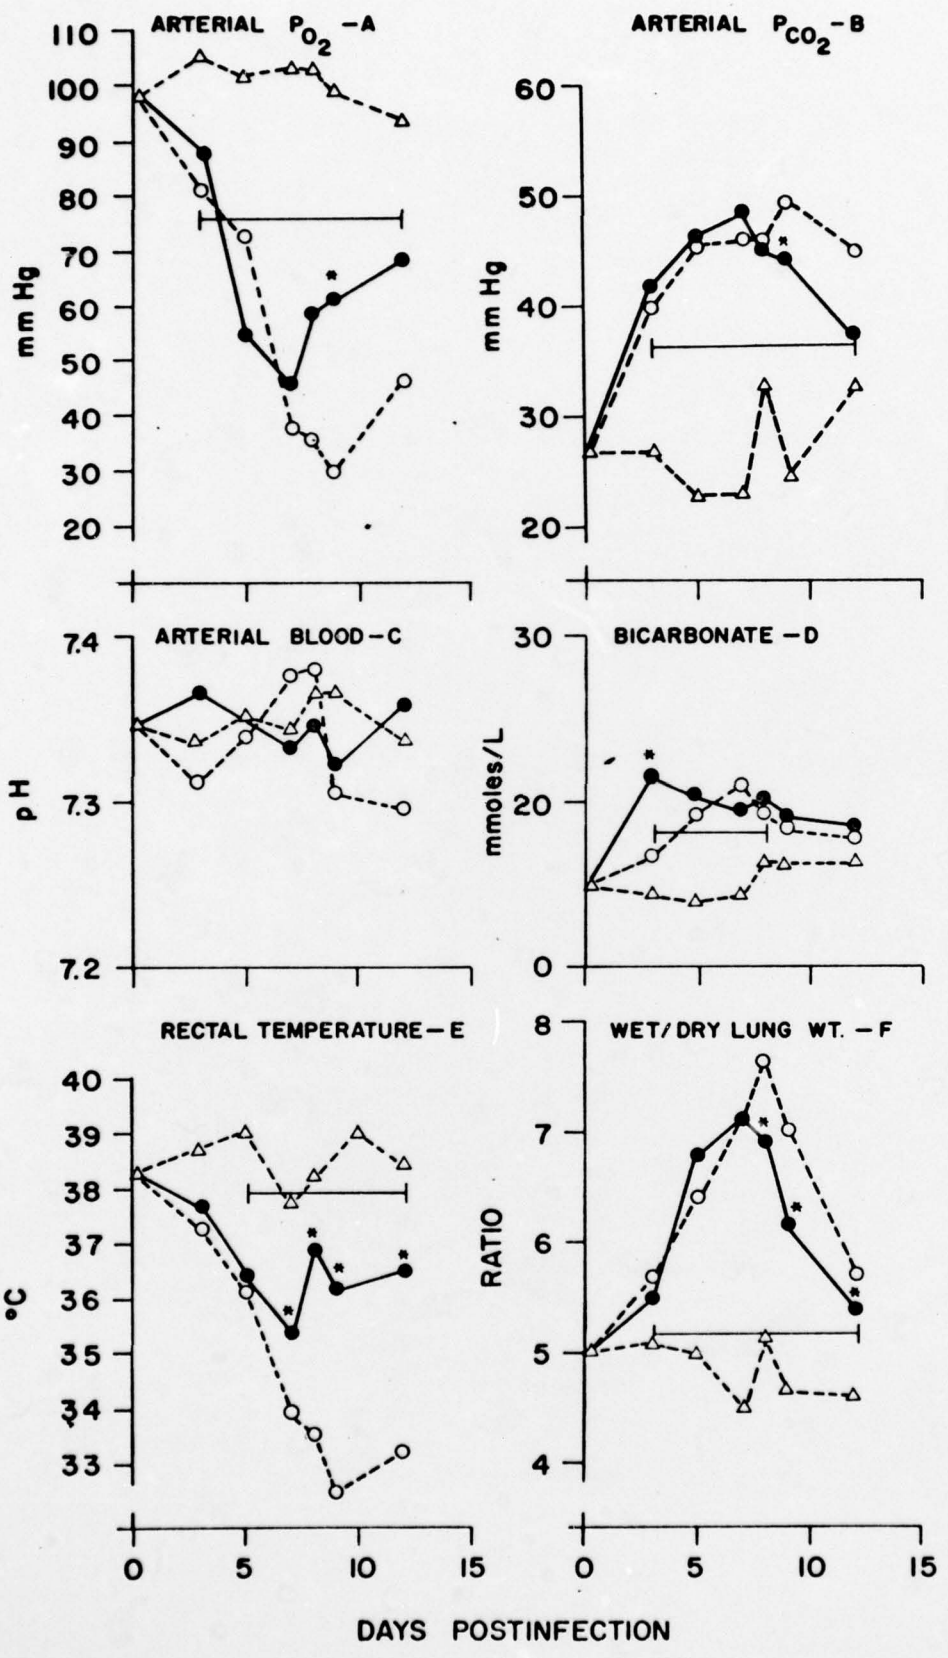 ARTERIAL PO2 -A
110
100
90
80
70
60
50
40
30
20
mm Hg
ARTERIAL PCO2 -B
60
50
40
30
20
mm Hg
*
*
ARTERIAL BLOOD-C
7.4
7.3
7.2
pH
BICARBONATE -D
30
20
0
mmoles/L
*
RECTAL TEMPERATURE-E
40
39
38
37
36
35
34
33
°C
* * * *
0 5 10 15
WET/DRY LUNG WT. -F
8
7
6
5
4
RATIO
* * *
0 5 10 15
DAYS POSTINFECTION